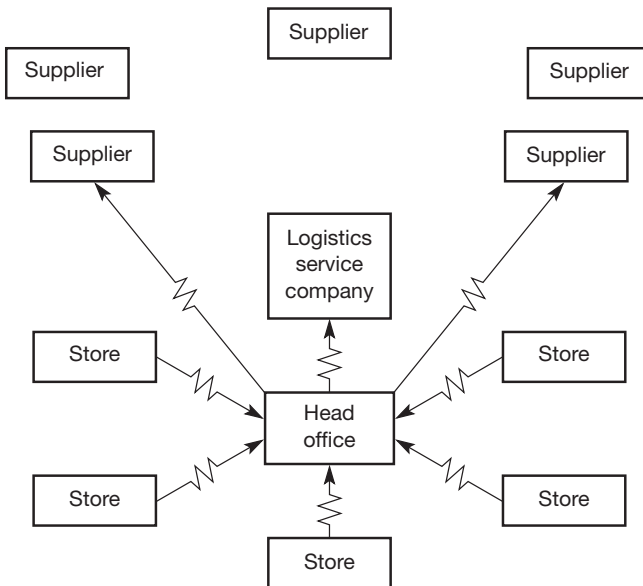 Supplier
Supplier
Supplier
Supplier
Supplier
Logistics
service
company
Store
Store
Head
office
Store
Store
Store